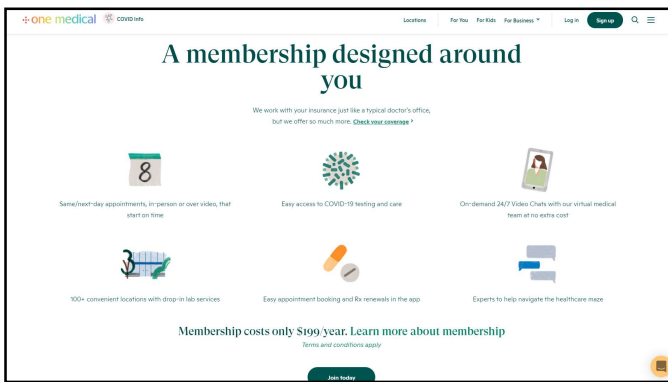 one medical COVID Info Locations For You For Kids For Business Log in Sign up
A membership designed around
you
We work with your insurance just like a typical doctor's office,
but we offer so much more. Check your coverage
8
Same/next-day appointments, in-person or over video, that
start on time
Easy access to COVID-19 testing and care
On-demand 24/7 Video Chats with our virtual medical
team at no extra cost
100+ convenient locations with drop-in lab services
Easy appointment booking and Rx renewals in the app
Experts to help navigate the healthcare maze
Membership costs only $199/year. Learn more about membership
Terms and conditions apply
Join today